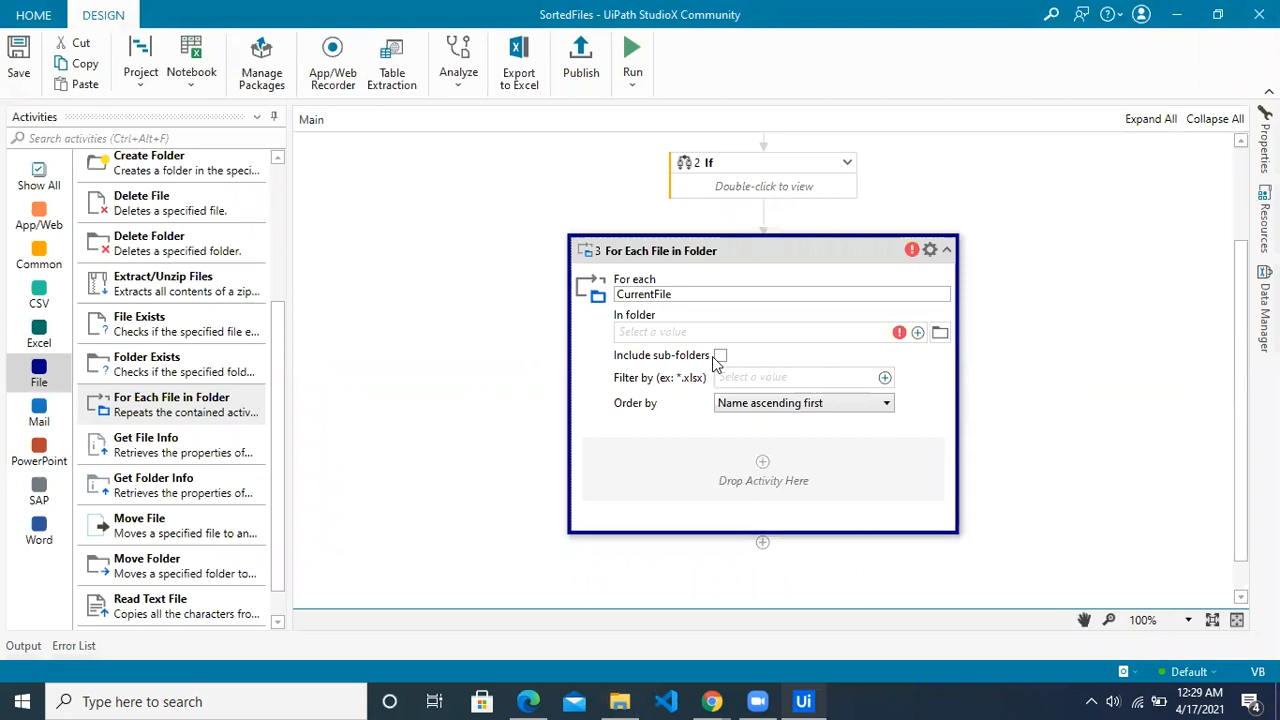 HOME
DESIGN
SortedFiles - UiPath StudioX Community
Save
Cut
Copy
Paste
Project
Notebook
Manage
Packages
App/Web
Recorder
Table
Extraction
Analyze
Export
to Excel
Publish
Run
Activities
Search activities (Ctrl+Alt+F)
Show All
App/Web
Common
CSV
Excel
File
Mail
PowerPoint
SAP
Word
Create Folder
Creates a folder in the speci...
Delete File
Deletes a specified file.
Delete Folder
Deletes a specified folder.
Extract/Unzip Files
Extracts all contents of a zip...
File Exists
Checks if the specified file e...
Folder Exists
Checks if the specified folde...
For Each File in Folder
Repeats the contained activ...
Get File Info
Retrieves the properties of...
Get Folder Info
Retrieves the properties of...
Move File
Moves a specified file to an...
Move Folder
Moves a specified folder to...
Read Text File
Copies all the characters fro...
Main
Expand All
Collapse All
2 If
Double-click to view
3 For Each File in Folder
For each
CurrentFile
In folder
Select a value
Include sub-folders
Filter by (ex: *.xlsx)
Select a value
Order by
Name ascending first
Drop Activity Here
100%
Properties
Resources
Data Manager
Output
Error List
Default
VB
Type here to search
Ui
12:29 AM
4/17/2021
4